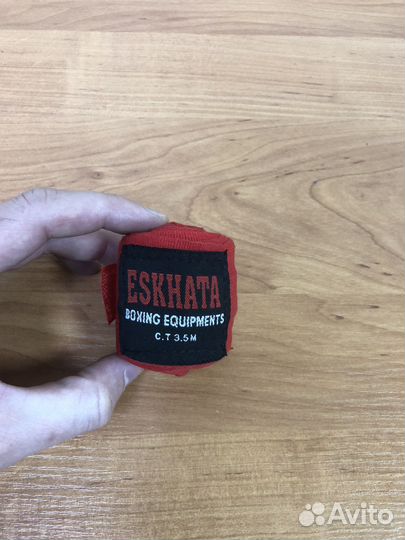 ESKHATA
BOXING EQUIPMENTS
C.T 3.5M
Avito